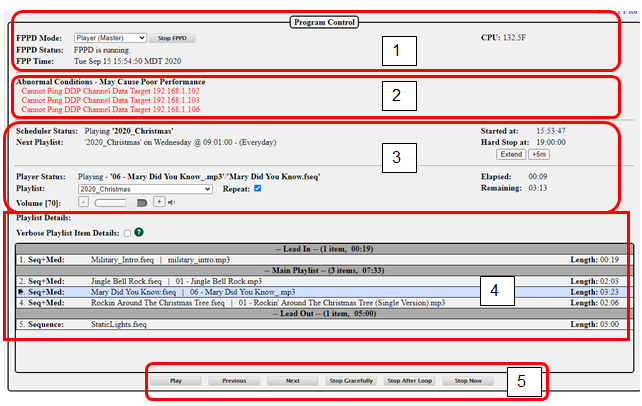 Program Control
FPPD Mode: Player (Master) Stop FPPD CPU: 132.5F
FPPD Status: FPPD is running.
FPP Time: Tue Sep 15 15:54:50 MDT 2020
1
Abnormal Conditions - May Cause Poor Performance
Cannot Ping DDP Channel Data Target 192.168.1.102
Cannot Ping DDP Channel Data Target 192.168.1.103
Cannot Ping DDP Channel Data Target 192.168.1.106
2
Scheduler Status: Playing '2020_Christmas' Started at: 15:53:47
Next Playlist: '2020_Christmas' on Wednesday @ 09:01:00 - (Everyday) Hard Stop at: 19:00:00
Extend +5m
3
Player Status: Playing - '06 - Mary Did You Know_.mp3'/'Mary Did You Know.fseq' Elapsed: 00:09
Playlist: 2020_Christmas Repeat: Remaining: 03:13
Volume [70]: - +
Playlist Details:
Verbose Playlist Item Details: ?
-- Lead In -- (1 item, 00:19)
1. Seq+Med: Military_Intro.fseq | military_intro.mp3 Length: 00:19
-- Main Playlist -- (3 items, 07:33)
2. Seq+Med: Jingle Bell Rock.fseq | 01 - Jingle Bell Rock.mp3 Length: 02:03
Seq+Med: Mary Did You Know.fseq | 06 - Mary Did You Know_.mp3 Length: 03:23
4. Seq+Med: Rockin Around The Christmas Tree.fseq | 01 - Rockin' Around The Christmas Tree (Single Version).mp3 Length: 02:06
4
-- Lead Out -- (1 item, 05:00)
5. Sequence: StaticLights.fseq Length: 05:00
Play Previous Next Stop Gracefully Stop After Loop Stop Now
5